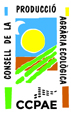 CONSELL DE LA
PRODUCCIÓ
AGRÀRIA ECOLÒGICA
CCPAE